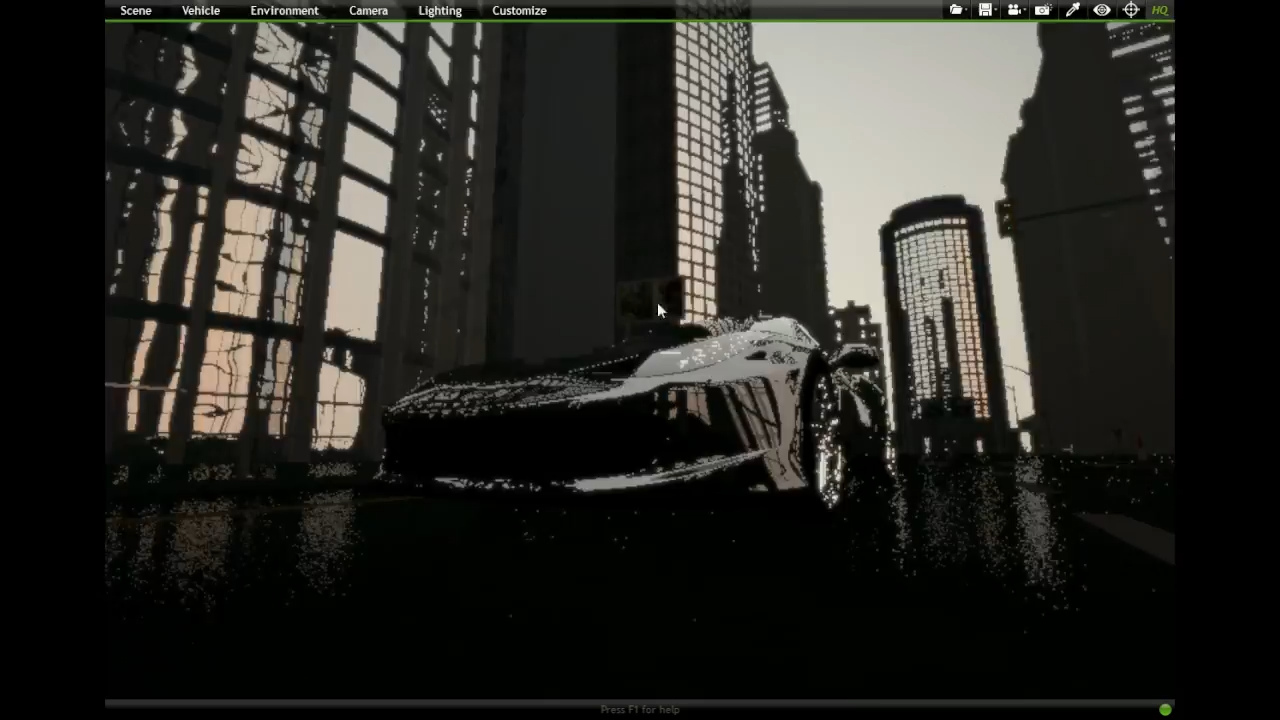 Scene Vehicle Environment Camera Lighting Customize HQ
Press F1 for help